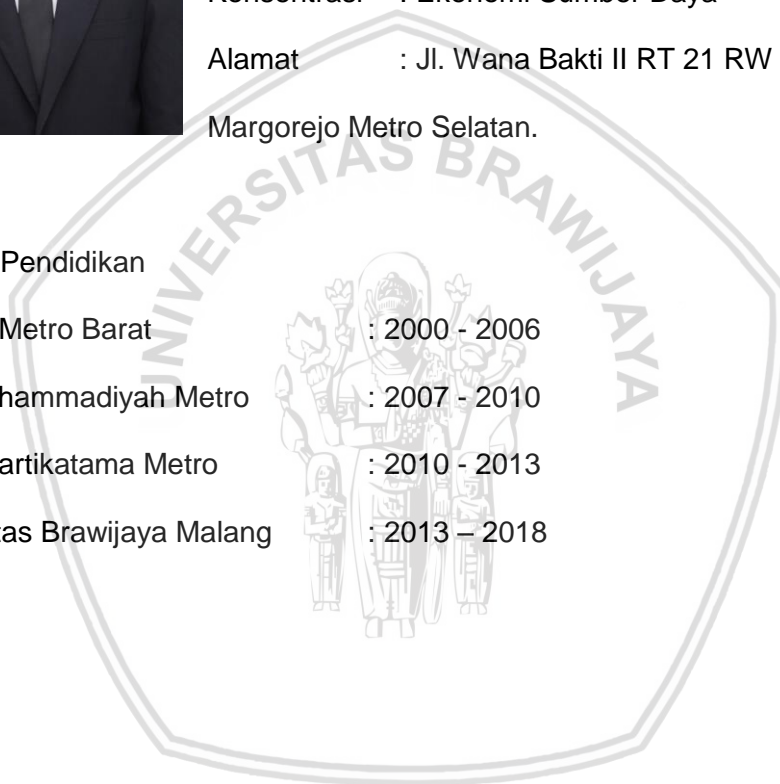 Konsentrasi : Ekonomi Sumber Daya
Alamat : Jl. Wana Bakti II RT 21 RW
Margorejo Metro Selatan.
UNIVERSITAS BRAWIJAYA
Pendidikan
Metro Barat : 2000 - 2006
hammadiyah Metro : 2007 - 2010
artikatama Metro : 2010 - 2013
tas Brawijaya Malang : 2013 – 2018